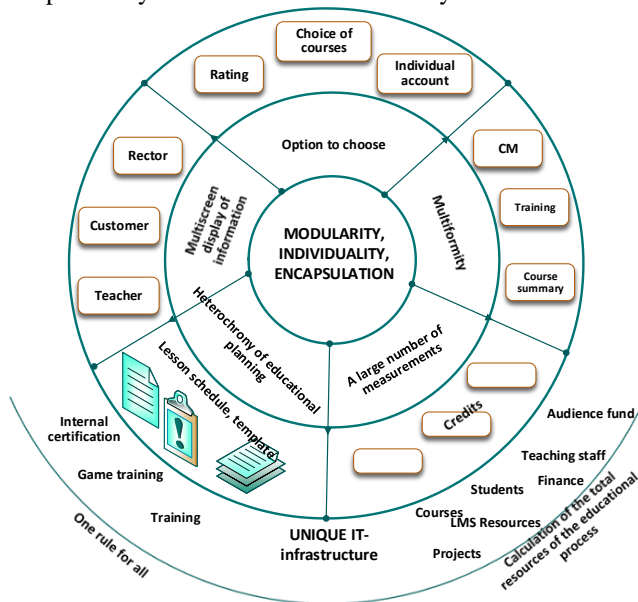 Choice of
courses
Rating
Individual
account
Option to choose
Rector
CM
Multiscreen
display of
information
Multiformity
Training
Customer
MODULARITY,
INDIVIDUALITY,
ENCAPSULATION
Teacher
Course
summary
Heterochrony of educational
planning
A large number of
measurements
Lesson schedule, template
Credits
Internal
certification
Audience fund
Game training
Teaching staff
Finance
Students
Training
Courses
LMS Resources
One rule for all
UNIQUE IT-
infrastructure
Projects
Calculation of the total
resources of the educational
process